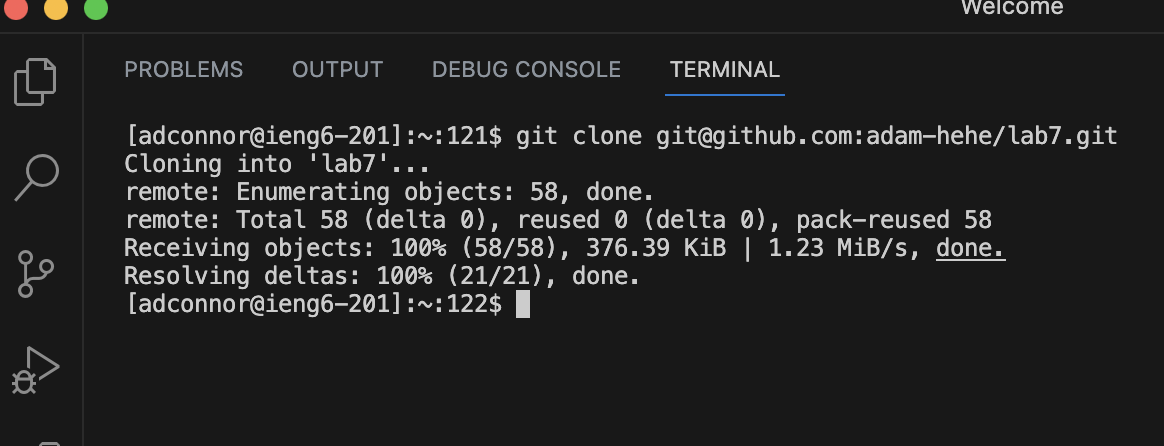 Welcome
PROBLEMS OUTPUT DEBUG CONSOLE TERMINAL
[adconnor@ieng6-201]:~:121$ git clone git@github.com:adam-hehe/lab7.git
Cloning into 'lab7'...
remote: Enumerating objects: 58, done.
remote: Total 58 (delta 0), reused 0 (delta 0), pack-reused 58
Receiving objects: 100% (58/58), 376.39 KiB | 1.23 MiB/s, done.
Resolving deltas: 100% (21/21), done.
[adconnor@ieng6-201]:~:122$